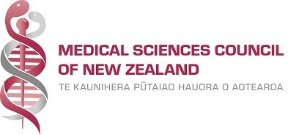 MEDICAL SCIENCES COUNCIL
OF NEW ZEALAND
TE KAUNIHERA PŪTAIAO HAUORA O AOTEAROA